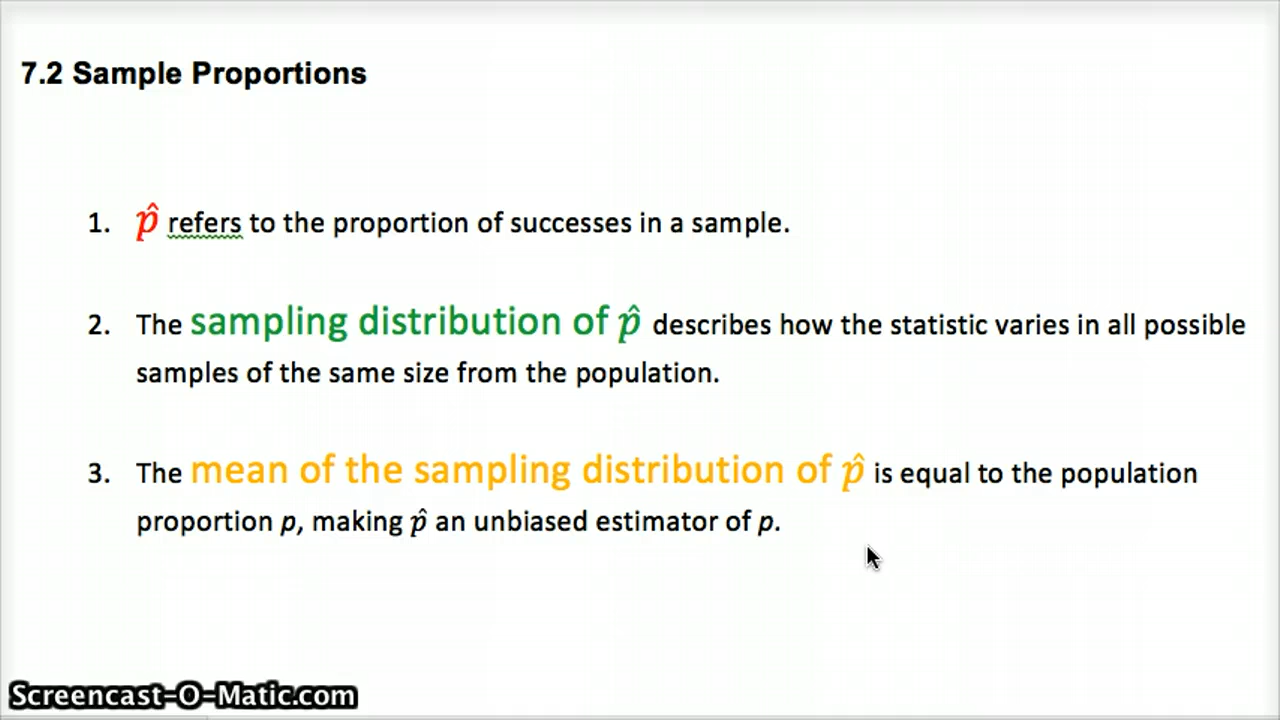 7.2 Sample Proportions
1. p̂ refers to the proportion of successes in a sample.
2. The sampling distribution of p̂ describes how the statistic varies in all possible
samples of the same size from the population.
3. The mean of the sampling distribution of p̂ is equal to the population
proportion p, making p̂ an unbiased estimator of p.
Screencast-O-Matic.com